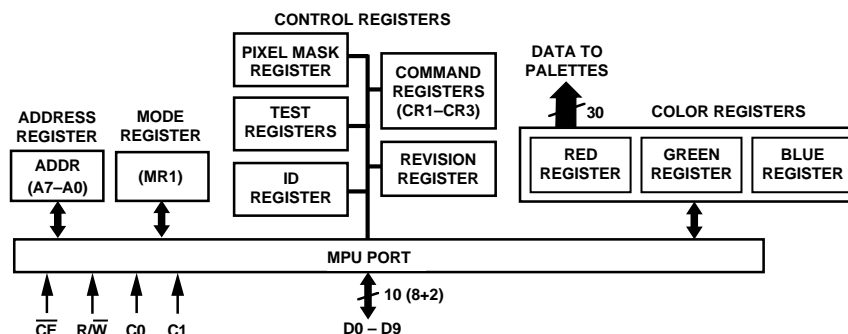 CONTROL REGISTERS
PIXEL MASK
REGISTER
COMMAND
REGISTERS
(CR1–CR3)
DATA TO
PALETTES
30
ADDRESS
REGISTER
MODE
REGISTER
TEST
REGISTERS
COLOR REGISTERS
ADDR
(A7–A0)
(MR1)
ID
REGISTER
REVISION
REGISTER
RED
REGISTER
GREEN
REGISTER
BLUE
REGISTER
MPU PORT
10 (8+2)
CE
R/W
C0
C1
D0 – D9